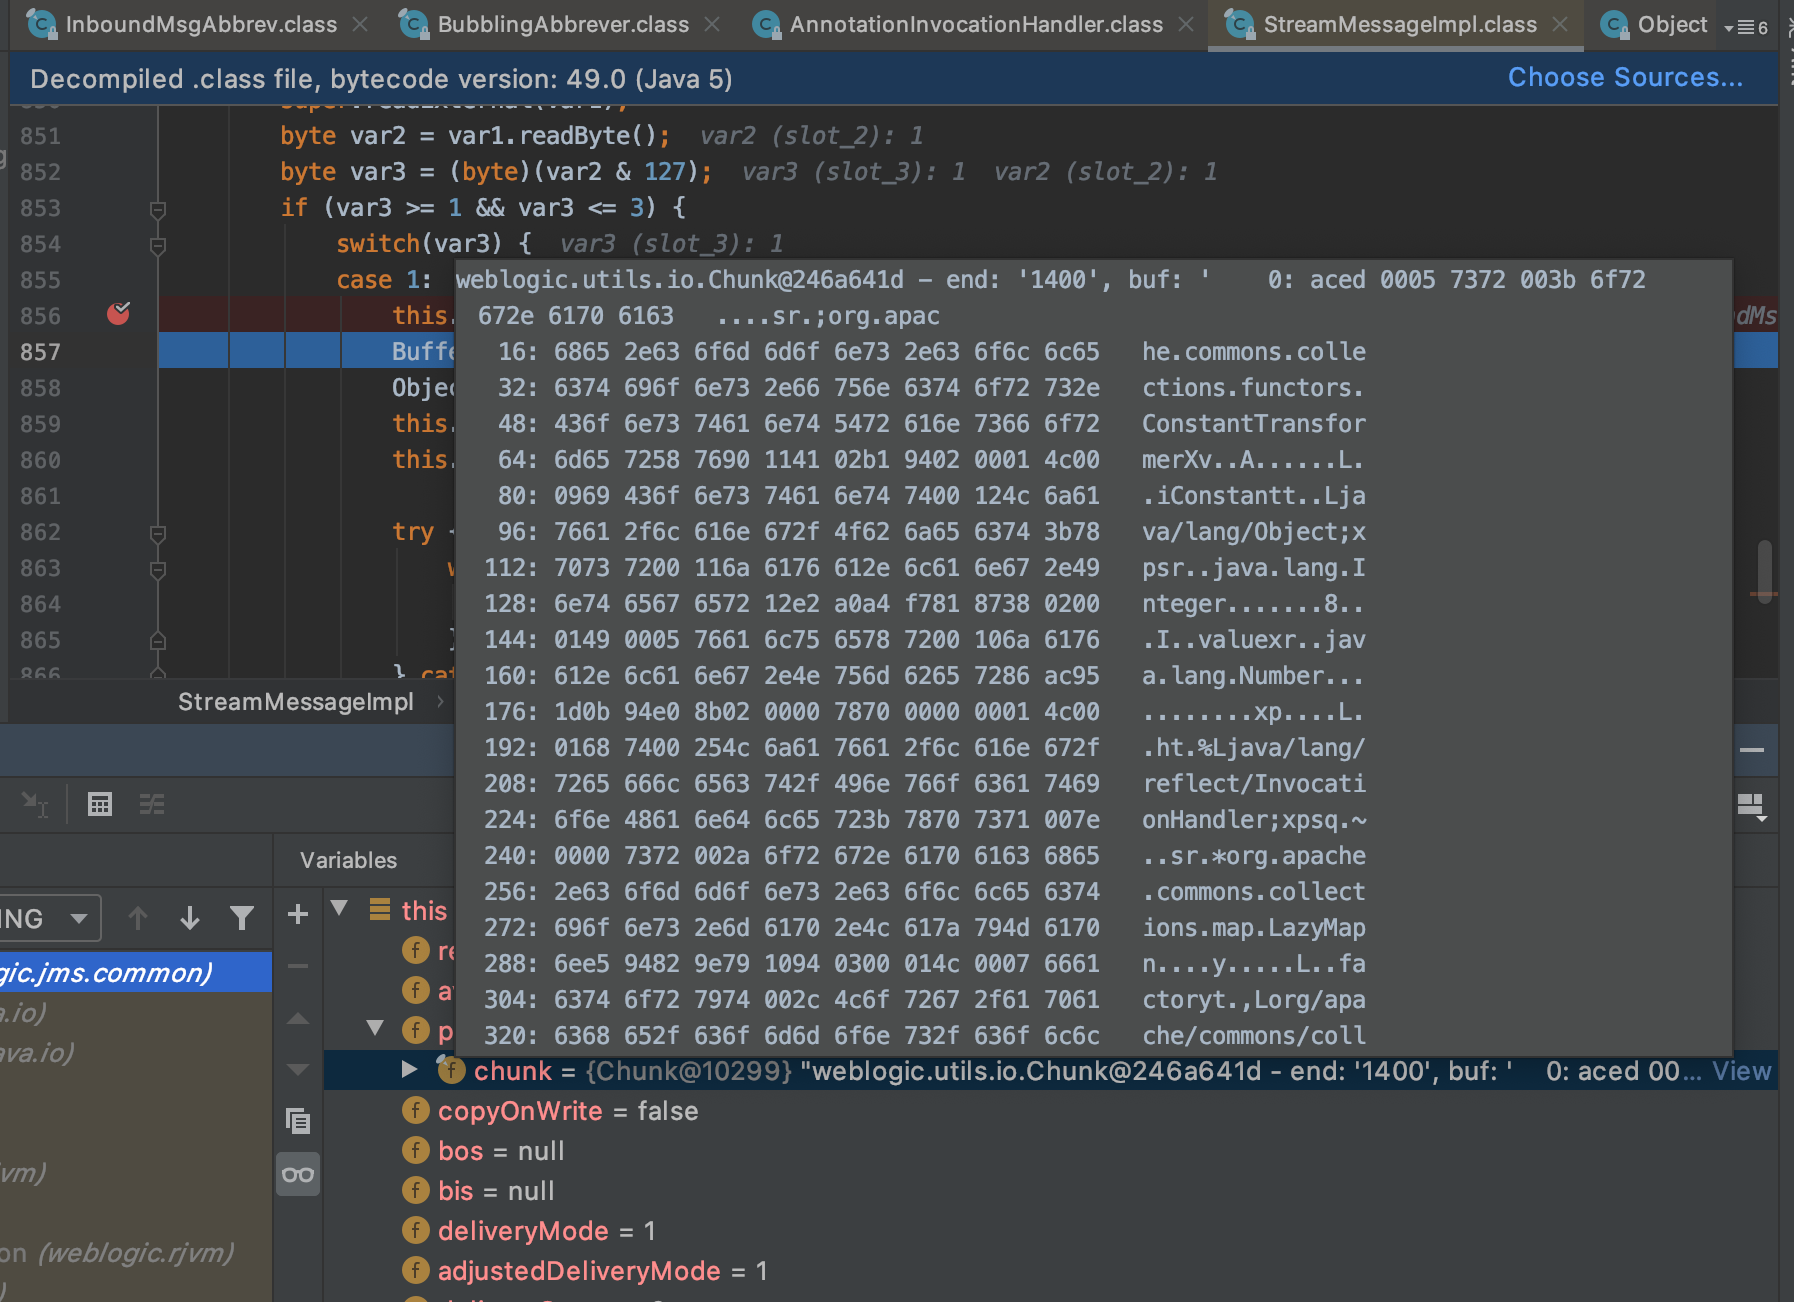 InboundMsgAbbrev.class BubblingAbbrever.class AnnotationInvocationHandler.class StreamMessageImpl.class Object 6
Decompiled .class file, bytecode version: 49.0 (Java 5) Choose Sources...
851 byte var2 = var1.readByte(); var2 (slot_2): 1
852 byte var3 = (byte)(var2 & 127); var3 (slot_3): 1 var2 (slot_2): 1
853 if (var3 >= 1 && var3 <= 3) {
854 switch(var3) { var3 (slot_3): 1
855 case 1:
856 this.
857 Buffe
858 Objec
859 this.
860 this.
861
862 try
863
864
865
866 } cat
weblogic.utils.io.Chunk@246a641d - end: '1400', buf: ' 0: aced 0005 7372 003b 6f72
672e 6170 6163 ....sr.;org.apac
16: 6865 2e63 6f6d 6d6f 6e73 2e63 6f6c 6c65 he.commons.colle
32: 6374 696f 6e73 2e66 756e 6374 6f72 732e ctions.functors.
48: 436f 6e73 7461 6e74 5472 616e 7366 6f72 ConstantTransfor
64: 6d65 7258 7690 1141 02b1 9402 0001 4c00 merXv..A......L.
80: 0969 436f 6e73 7461 6e74 7400 124c 6a61 .iConstantt..Lja
96: 7661 2f6c 616e 672f 4f62 6a65 6374 3b78 va/lang/Object;x
112: 7073 7200 116a 6176 612e 6c61 6e67 2e49 psr..java.lang.I
128: 6e74 6567 6572 12e2 a0a4 f781 8738 0200 nteger.......8..
144: 0149 0005 7661 6c75 6578 7200 106a 6176 .I..valuexr..jav
160: 612e 6c61 6e67 2e4e 756d 6265 7286 ac95 a.lang.Number...
176: 1d0b 94e0 8b02 0000 7870 0000 0001 4c00 ........xp....L.
192: 0168 7400 254c 6a61 7661 2f6c 616e 672f .ht.%Ljava/lang/
208: 7265 666c 6563 742f 496e 766f 6361 7469 reflect/Invocati
224: 6f6e 4861 6e64 6c65 723b 7870 7371 007e onHandler;xpsq.~
240: 0000 7372 002a 6f72 672e 6170 6163 6865 ..sr.*org.apache
256: 2e63 6f6d 6d6f 6e73 2e63 6f6c 6c65 6374 .commons.collect
272: 696f 6e73 2e6d 6170 2e4c 617a 794d 6170 ions.map.LazyMap
288: 6ee5 9482 9e79 1094 0300 014c 0007 6661 n....y.....L..fa
304: 6374 6f72 7974 002c 4c6f 7267 2f61 7061 ctoryt.,Lorg/apa
320: 6368 652f 636f 6d6d 6f6e 732f 636f 6c6c che/commons/coll
dMs
StreamMessageImpl
Variables
ING
gic.jms.common)
a.io)
ava.io)
vm)
on (weblogic.rjvm)
this
re
av
p
chunk = {Chunk@10299} "weblogic.utils.io.Chunk@246a641d - end: '1400', buf: ' 0: aced 00... View
copyOnWrite = false
bos = null
bis = null
deliveryMode = 1
adjustedDeliveryMode = 1